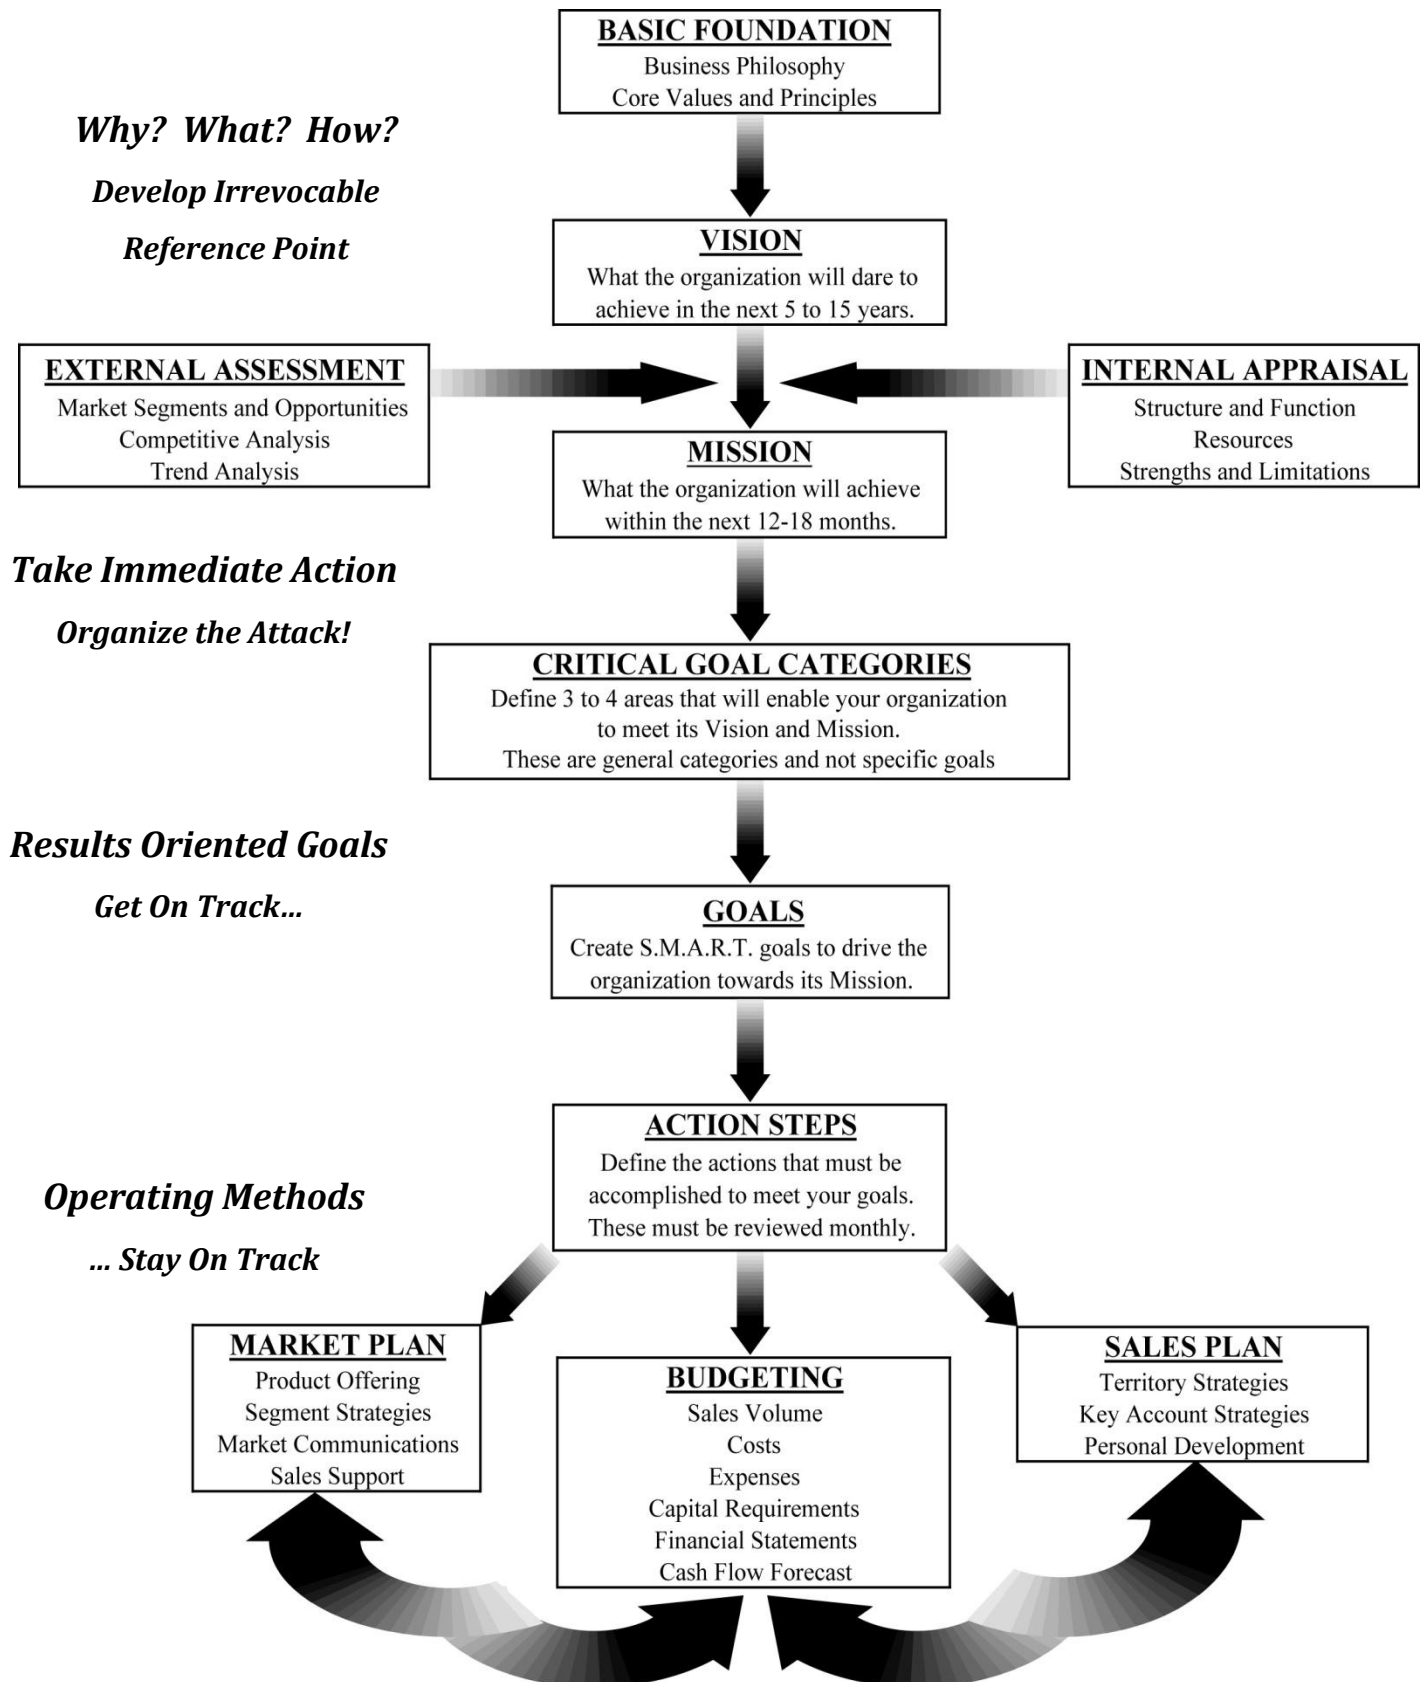 BASIC FOUNDATION
Business Philosophy
Core Values and Principles
Why? What? How?
Develop Irrevocable
Reference Point
VISION
What the organization will dare to
achieve in the next 5 to 15 years.
EXTERNAL ASSESSMENT
Market Segments and Opportunities
Competitive Analysis
Trend Analysis
INTERNAL APPRAISAL
Structure and Function
Resources
Strengths and Limitations
MISSION
What the organization will achieve
within the next 12-18 months.
Take Immediate Action
Organize the Attack!
CRITICAL GOAL CATEGORIES
Define 3 to 4 areas that will enable your organization
to meet its Vision and Mission.
These are general categories and not specific goals
Results Oriented Goals
Get On Track...
GOALS
Create S.M.A.R.T. goals to drive the
organization towards its Mission.
ACTION STEPS
Define the actions that must be
accomplished to meet your goals.
These must be reviewed monthly.
Operating Methods
... Stay On Track
MARKET PLAN
Product Offering
Segment Strategies
Market Communications
Sales Support
BUDGETING
Sales Volume
Costs
Expenses
Capital Requirements
Financial Statements
Cash Flow Forecast
SALES PLAN
Territory Strategies
Key Account Strategies
Personal Development